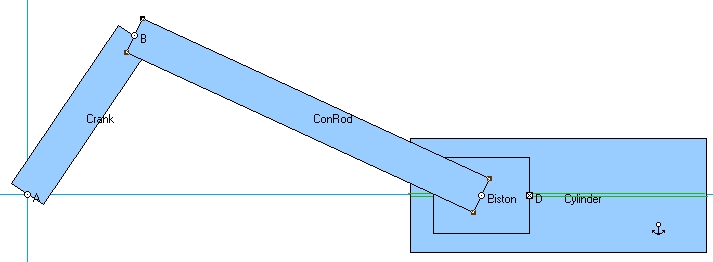 B
Crank
ConRod
A
Biston
D
Cylinder